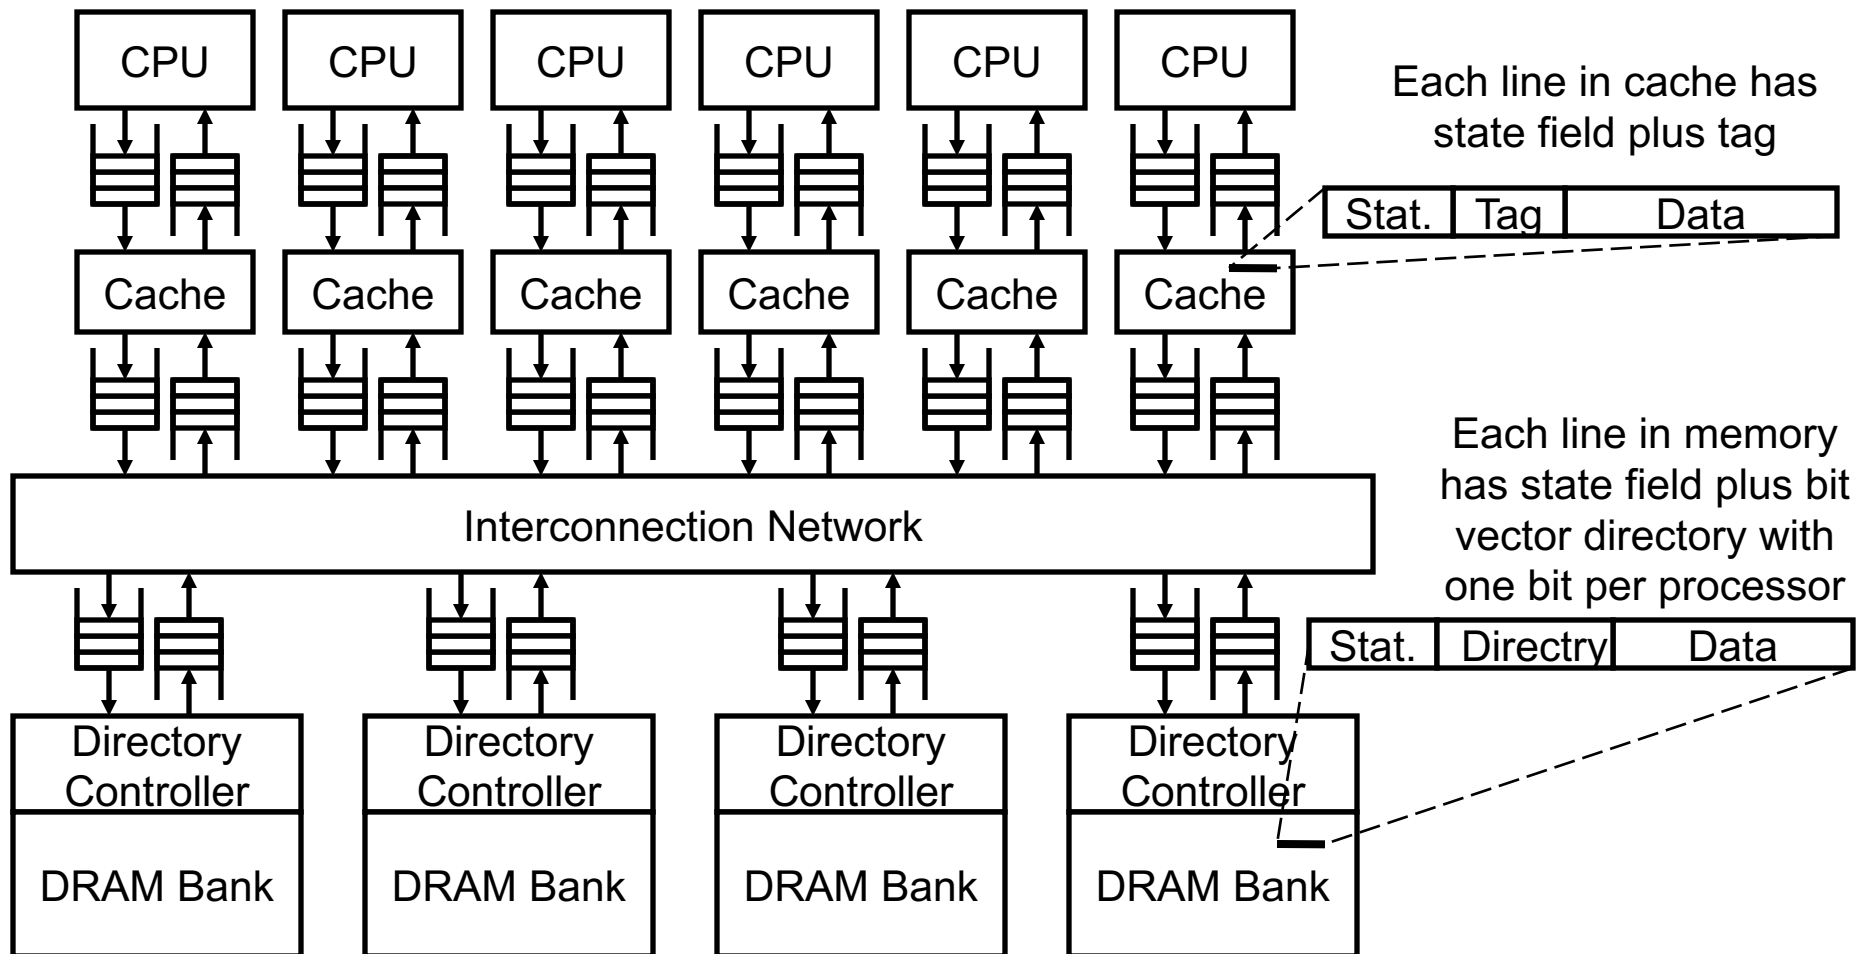 CPU CPU CPU CPU CPU CPU
Each line in cache has
state field plus tag
Stat. Tag Data
Cache Cache Cache Cache Cache Cache
Each line in memory
has state field plus bit
vector directory with
one bit per processor
Interconnection Network
Stat. Directry Data
Directory Directory Directory Directory
Controller Controller Controller Controller
DRAM Bank DRAM Bank DRAM Bank DRAM Bank